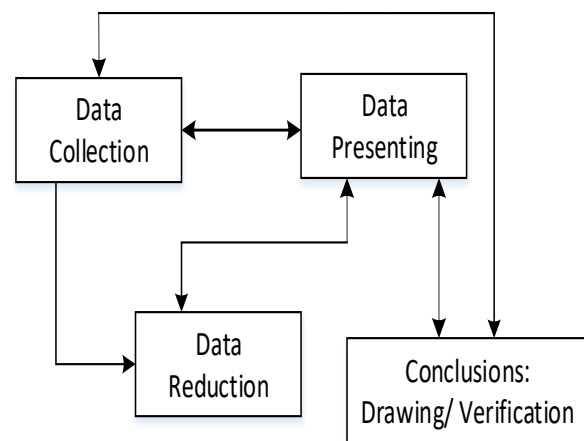 Data
Collection
Data
Presenting
Data
Reduction
Conclusions:
Drawing/ Verification